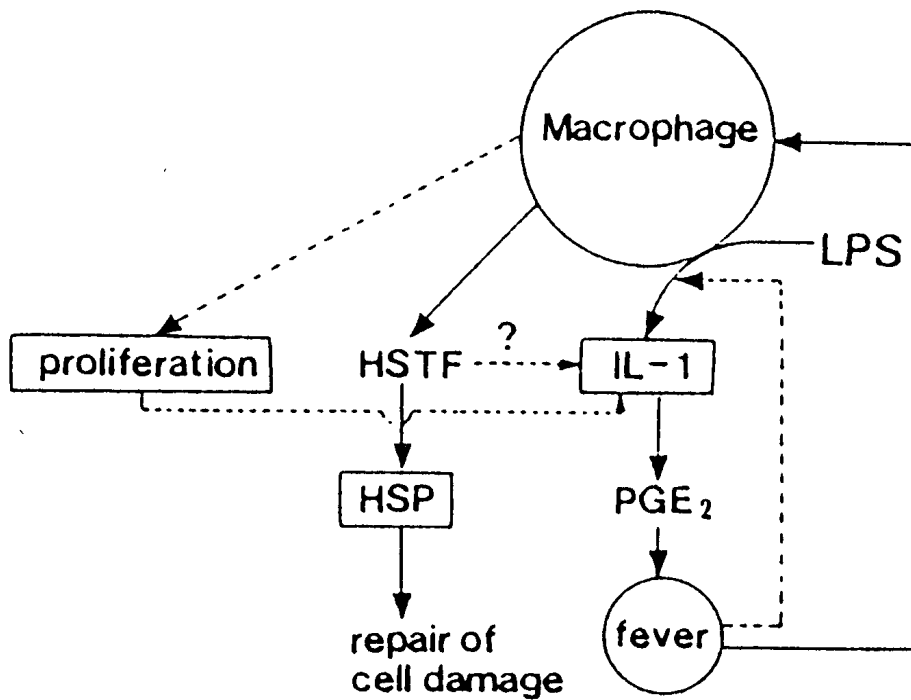 Macrophage
LPS
proliferation
HSTF
?
IL-1
HSP
PGE₂
repair of
cell damage
fever